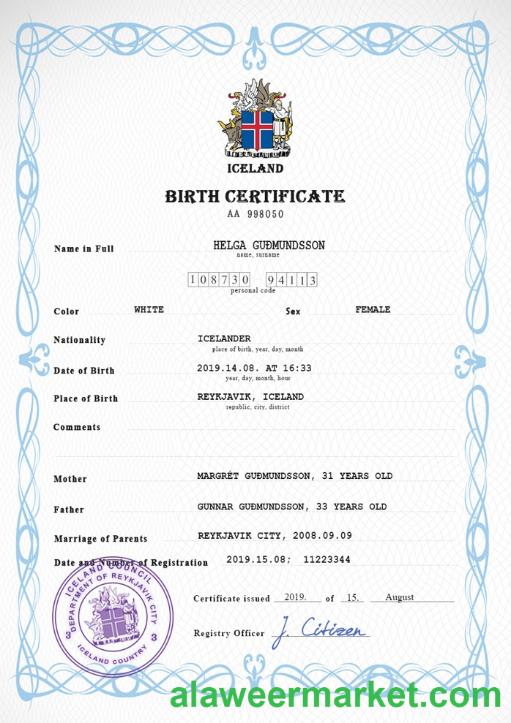 ICELAND
BIRTH CERTIFICATE
AA 998050
Name in Full HELGA GUÐMUNDSSON
name, surname
108730 94113
personal code
Color WHITE Sex FEMALE
Nationality ICELANDER
place of birth, year, day, month
Date of Birth 2019.14.08. AT 16:33
year, day, month, hour
Place of Birth REYKJAVIK, ICELAND
republic, city, district
Comments
Mother MARGRÉT GUÐMUNDSSON, 31 YEARS OLD
Father GUNNAR GUÐMUNDSSON, 33 YEARS OLD
Marriage of Parents REYKJAVIK CITY, 2008.09.09
Date and Number of Registration 2019.15.08; 11223344
ICELAND COUNCIL
DEPARTMENT OF REYKJAVIK CITY
3 3
ICELAND COUNTRY
Certificate issued 2019. of 15. August
Registry Officer J. Citizen
alaweermarket.com